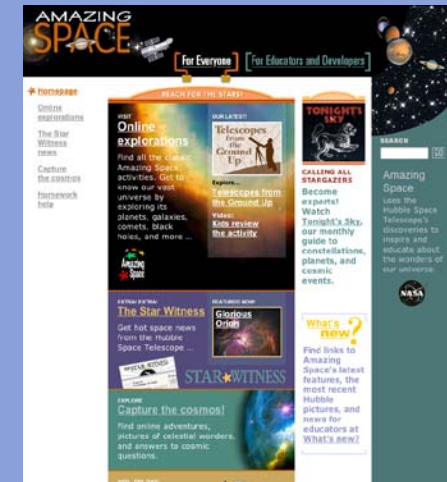 AMAZING
SPACE
For Everyone
For Educators and Developers
Homepage
Online
explorations
The Star
Witness
news
Capture
the cosmos
Homework
help
REACH FOR THE STARS!
VISIT
Online
explorations
Find all the classic
Amazing Space
activities. Get to
know our vast
universe by
exploring its
planets, galaxies,
comets, black
holes, and more ...
Amazing
Space
OUR LATEST!
Telescopes
from the
Ground
Up
Explore...
Telescopes from
the Ground Up
Video:
Kids review
the activity
EXTRA! EXTRA!
The Star Witness
Get hot space news
from the Hubble
Space Telescope ...
FEATURED NOW!
Glorious
Orion
STAR WITNESS
EXPLORE
Capture the cosmos!
Find online adventures,
pictures of celestial wonders,
and answers to cosmic
questions.
TONIGHT'S
SKY
CALLING ALL
STARGAZERS
Become
experts!
Watch
Tonight's Sky,
our monthly
guide to
constellations,
planets, and
cosmic
events.
What's
new?
Find links to
Amazing
Space's latest
features, the
most recent
Hubble
pictures, and
news for
educators at
What's new?
SEARCH
GO
Amazing
Space
uses the
Hubble Space
Telescope's
discoveries to
inspire and
educate about
the wonders of
our universe.
NASA